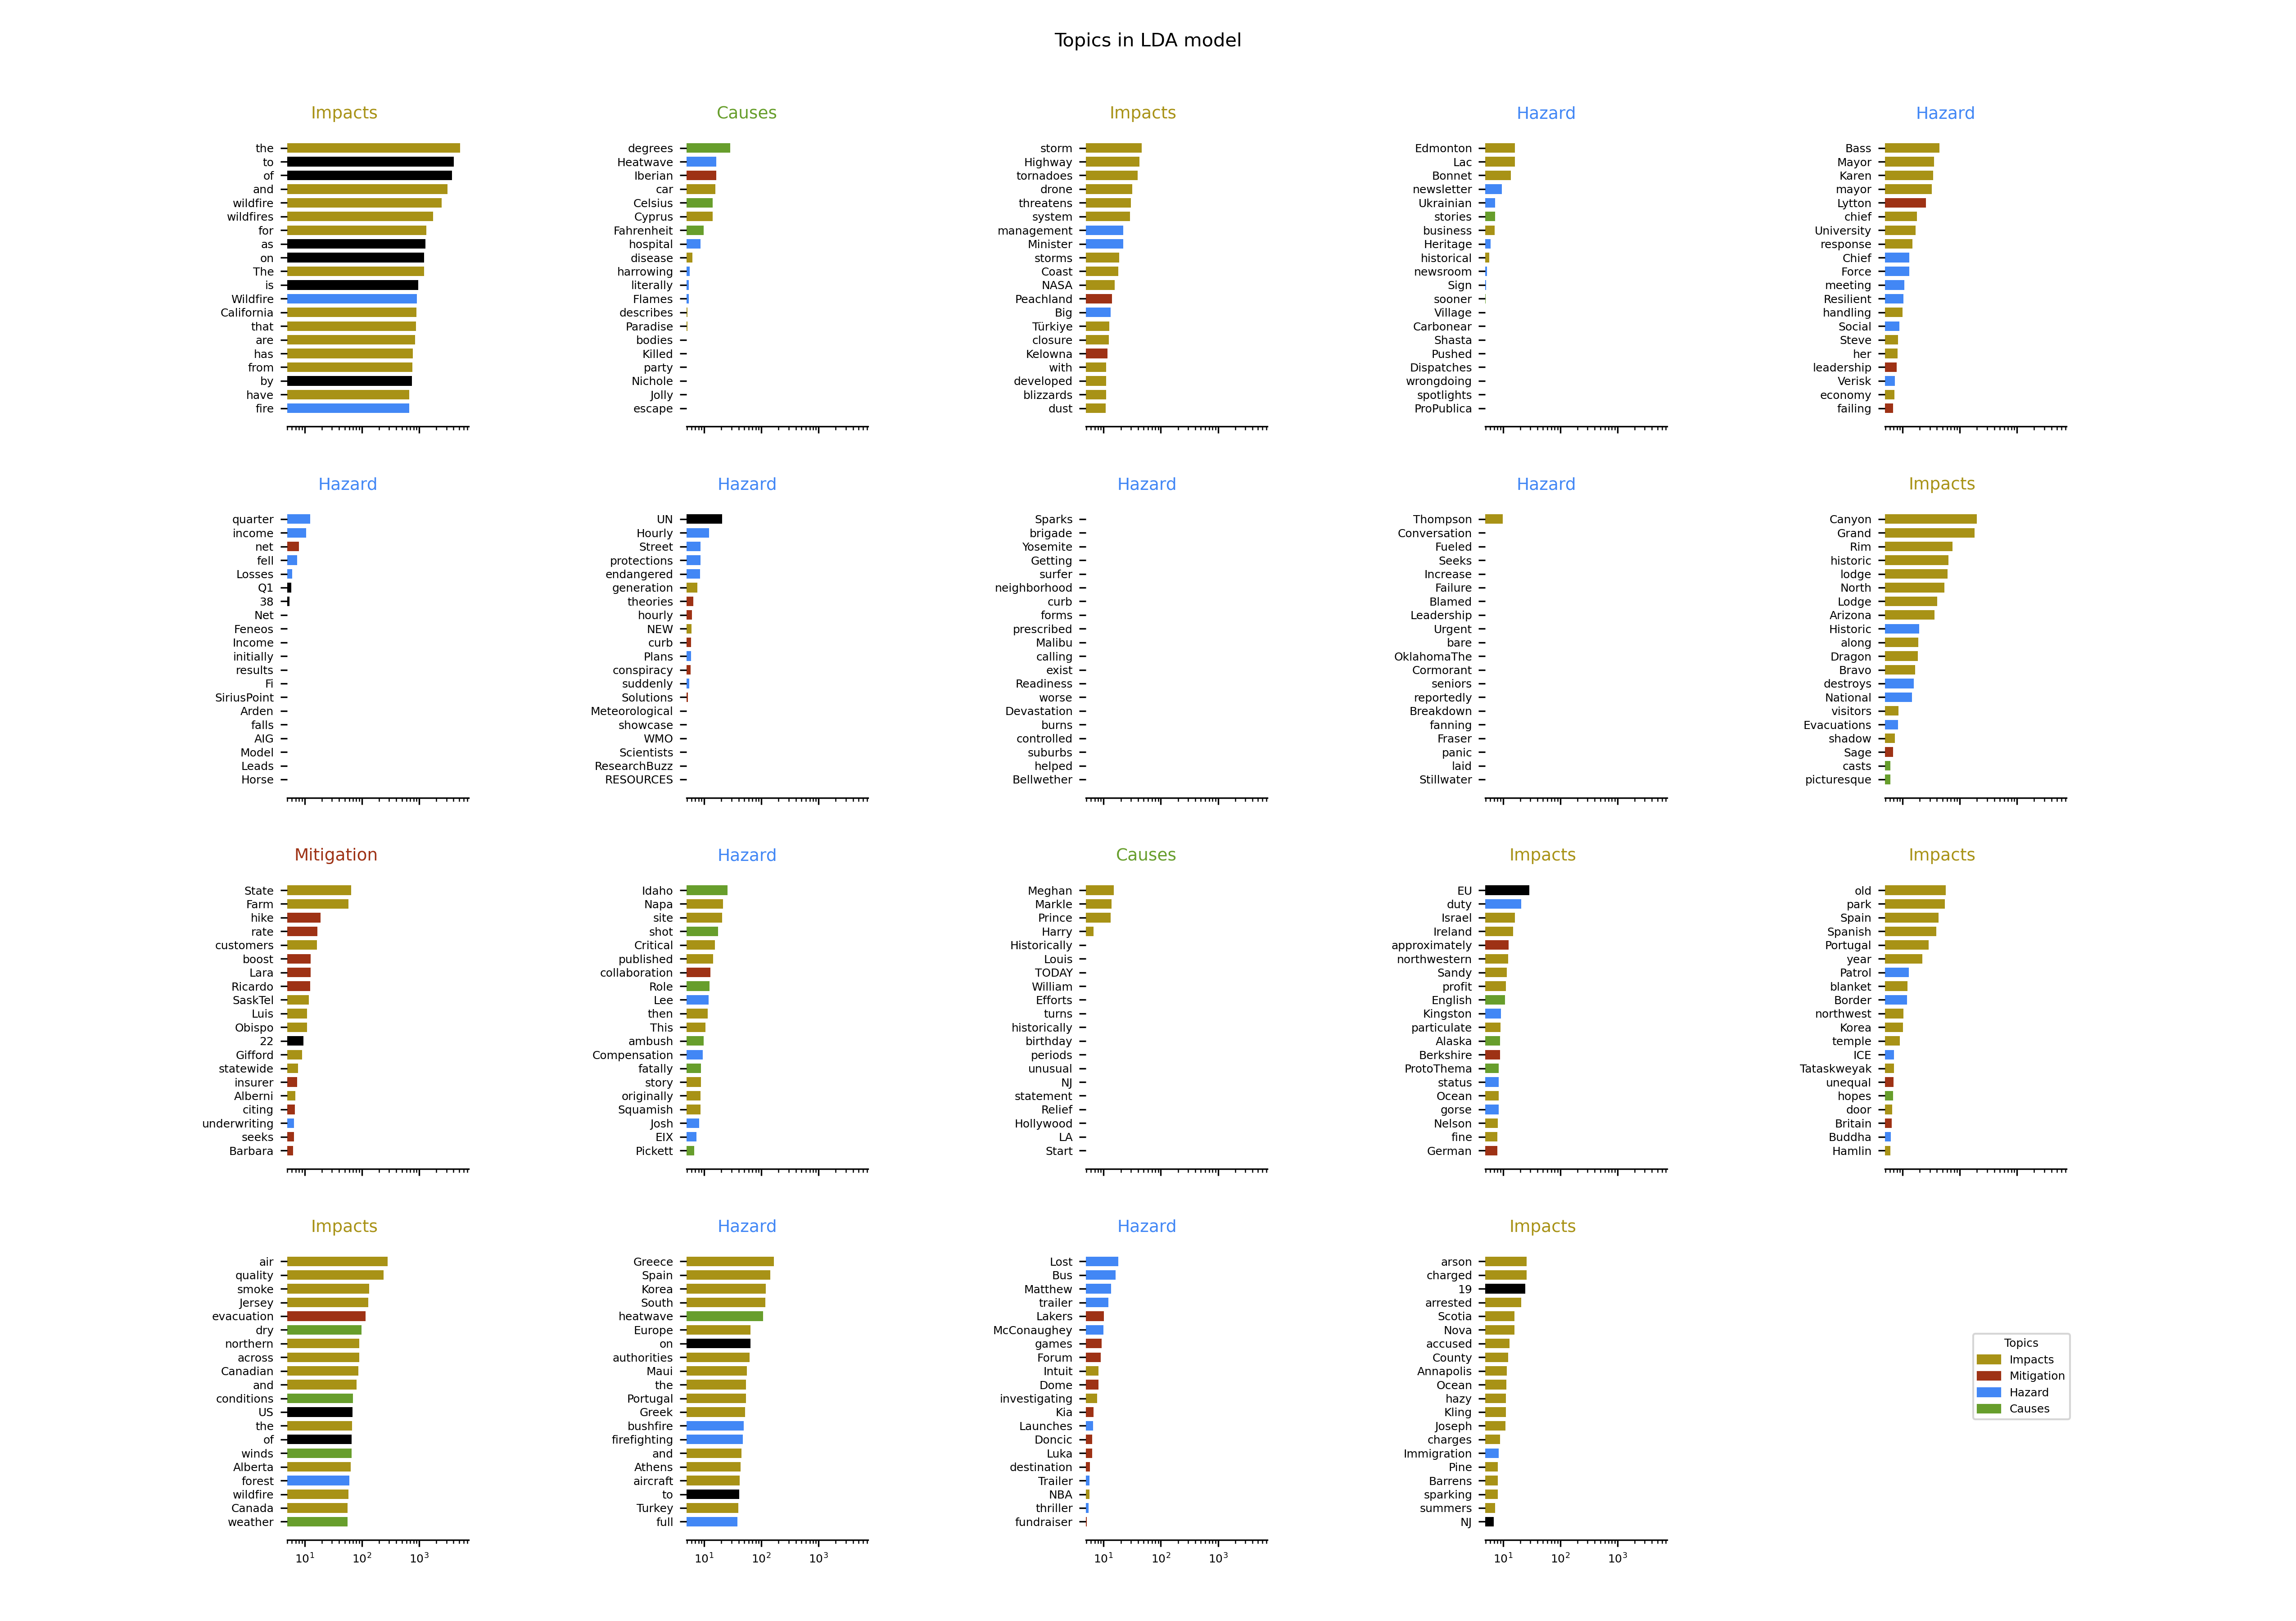 Topics in LDA model
Impacts
the
to
of
and
wildfire
wildfires
for
as
on
The
is
Wildfire
California
that
are
has
from
by
have
fire
Causes
degrees
Heatwave
Iberian
car
Celsius
Cyprus
Fahrenheit
hospital
disease
harrowing
literally
Flames
describes
Paradise
bodies
Killed
party
Nichole
Jolly
escape
Impacts
storm
Highway
tornadoes
drone
threatens
system
management
Minister
storms
Coast
NASA
Peachland
Big
Türkiye
closure
Kelowna
with
developed
blizzards
dust
Hazard
Edmonton
Lac
Bonnet
newsletter
Ukrainian
stories
business
Heritage
historical
newsroom
Sign
sooner
Village
Carbonear
Shasta
Pushed
Dispatches
wrongdoing
spotlights
ProPublica
Hazard
Bass
Mayor
Karen
mayor
Lytton
chief
University
response
Chief
Force
meeting
Resilient
handling
Social
Steve
her
leadership
Verisk
economy
failing
Hazard
quarter
income
net
fell
Losses
Q1
38
Net
Feneos
Income
initially
results
Fi
SiriusPoint
Arden
falls
AIG
Model
Leads
Horse
Hazard
UN
Hourly
Street
protections
endangered
generation
theories
hourly
NEW
curb
Plans
conspiracy
suddenly
Solutions
Meteorological
showcase
WMO
Scientists
ResearchBuzz
RESOURCES
Hazard
Sparks
brigade
Yosemite
Getting
surfer
neighborhood
curb
forms
prescribed
Malibu
calling
exist
Readiness
worse
Devastation
burns
controlled
suburbs
helped
Bellwether
Hazard
Thompson
Conversation
Fueled
Seeks
Increase
Failure
Blamed
Leadership
Urgent
bare
OklahomaThe
Cormorant
seniors
reportedly
Breakdown
fanning
Fraser
panic
laid
Stillwater
Impacts
Canyon
Grand
Rim
historic
lodge
North
Lodge
Arizona
Historic
along
Dragon
Bravo
destroys
National
visitors
Evacuations
shadow
Sage
casts
picturesque
Mitigation
State
Farm
hike
rate
customers
boost
Lara
Ricardo
SaskTel
Luis
Obispo
22
Gifford
statewide
insurer
Alberni
citing
underwriting
seeks
Barbara
Hazard
Idaho
Napa
site
shot
Critical
published
collaboration
Role
Lee
then
This
ambush
Compensation
fatally
story
originally
Squamish
Josh
EIX
Pickett
Causes
Meghan
Markle
Prince
Harry
Historically
Louis
TODAY
William
Efforts
turns
historically
birthday
periods
unusual
NJ
statement
Relief
Hollywood
LA
Start
Impacts
EU
duty
Israel
Ireland
approximately
northwestern
Sandy
profit
English
Kingston
particulate
Alaska
Berkshire
ProtoThema
status
Ocean
gorse
Nelson
fine
German
Impacts
old
park
Spain
Spanish
Portugal
year
Patrol
blanket
Border
northwest
Korea
temple
ICE
Tataskweyak
unequal
hopes
door
Britain
Buddha
Hamlin
Impacts
air
quality
smoke
Jersey
evacuation
dry
northern
across
Canadian
and
conditions
US
the
of
winds
Alberta
forest
wildfire
Canada
weather
10¹ 10² 10³
Hazard
Greece
Spain
Korea
South
heatwave
Europe
on
authorities
Maui
the
Portugal
Greek
bushfire
firefighting
and
Athens
aircraft
to
Turkey
full
10¹ 10² 10³
Hazard
Lost
Bus
Matthew
trailer
Lakers
McConaughey
games
Forum
Intuit
Dome
investigating
Kia
Launches
Doncic
Luka
destination
Trailer
NBA
thriller
fundraiser
10¹ 10² 10³
Impacts
arson
charged
19
arrested
Scotia
Nova
accused
County
Annapolis
Ocean
hazy
Kling
Joseph
charges
Immigration
Pine
Barrens
sparking
summers
NJ
10¹ 10² 10³
Topics
Impacts
Mitigation
Hazard
Causes